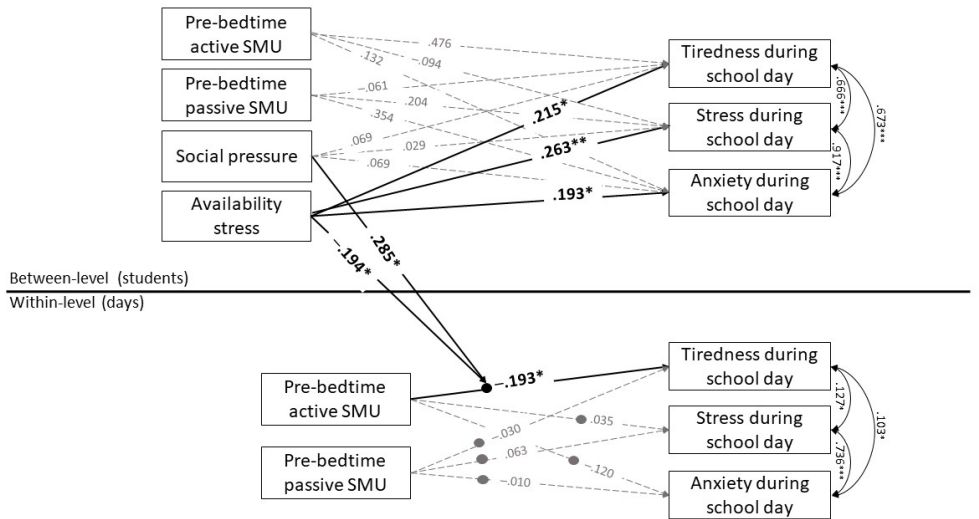 Pre-bedtime
active SMU
Pre-bedtime
passive SMU
Social pressure
Availability
stress
.476
.094
.132
.061
.204
.354
.069
.029
.069
.215*
.263**
.193*
.285*
-.194*
Tiredness during
school day
Stress during
school day
Anxiety during
school day
.666***
.917***
.673***
Between-level (students)
Within-level (days)
Pre-bedtime
active SMU
Pre-bedtime
passive SMU
-.193*
.035
-.030
.063
.120
-.010
Tiredness during
school day
Stress during
school day
Anxiety during
school day
.127*
.736***
.103*